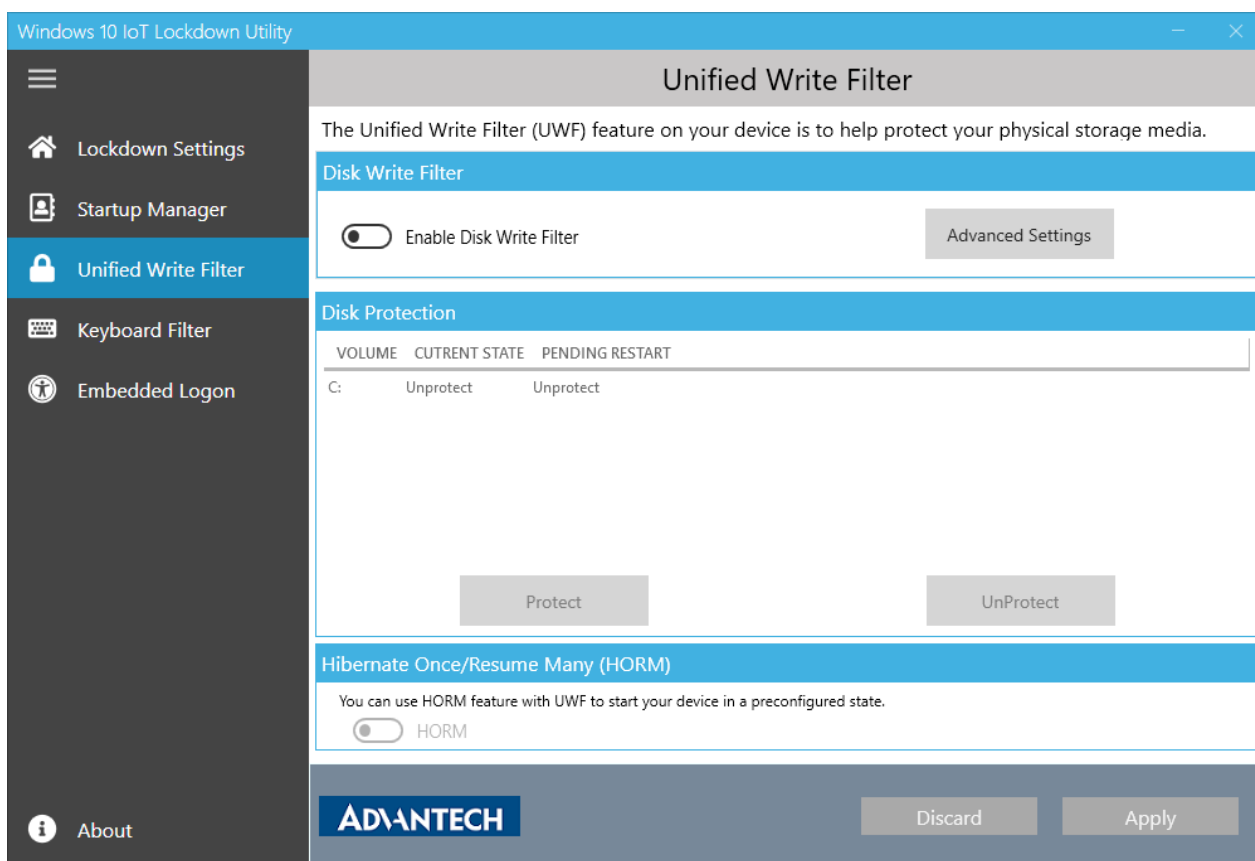 Windows 10 IoT Lockdown Utility
Lockdown Settings
Startup Manager
Unified Write Filter
Keyboard Filter
Embedded Logon
About
Unified Write Filter
The Unified Write Filter (UWF) feature on your device is to help protect your physical storage media.
Disk Write Filter
Enable Disk Write Filter
Advanced Settings
Disk Protection
VOLUME CUTRENT STATE PENDING RESTART
C: Unprotect Unprotect
Protect UnProtect
Hibernate Once/Resume Many (HORM)
You can use HORM feature with UWF to start your device in a preconfigured state.
HORM
ADVANTECH
Discard Apply